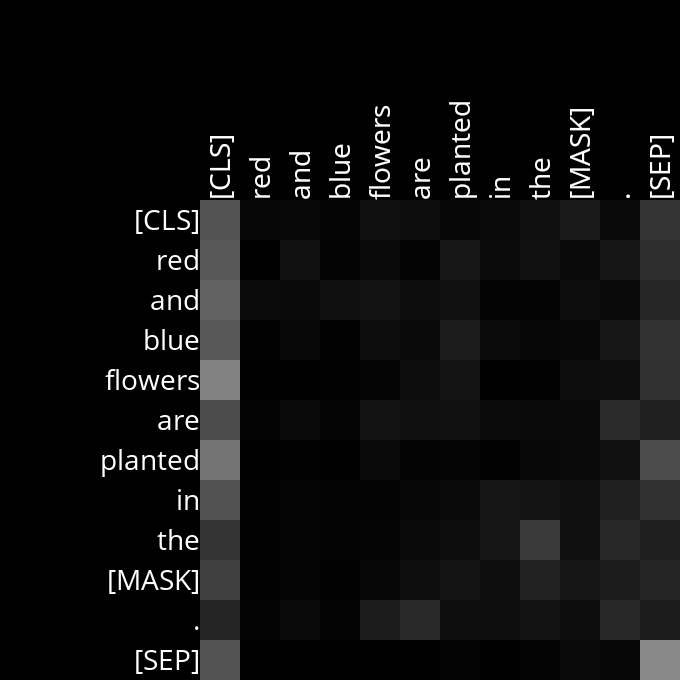 [CLS] red and blue flowers are planted in the [MASK] . [SEP]
[CLS]
red
and
blue
flowers
are
planted
in
the
[MASK]
.
[SEP]